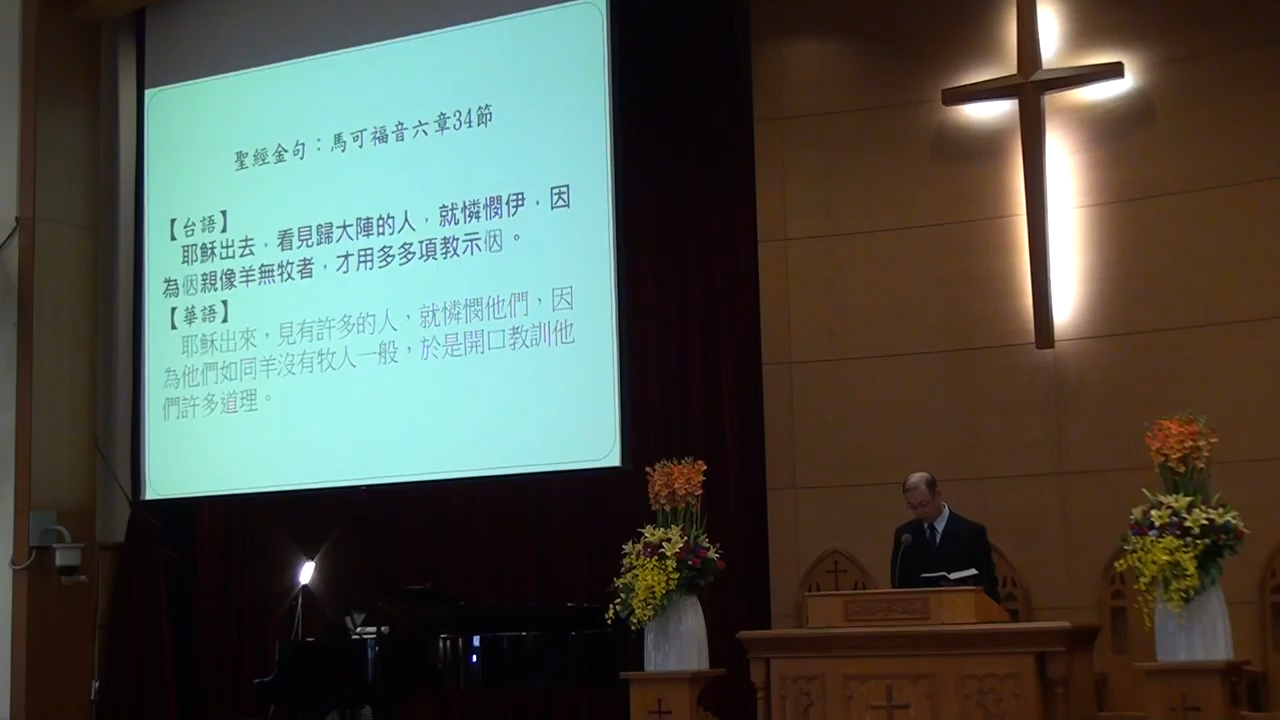 聖經金句：馬可福音六章34節
【台語】
耶穌出去，看見歸大陣的人，就憐憫伊，因
為𪜶親像羊無牧者，才用多多項教示𪜶。
【華語】
耶穌出來，見有許多的人，就憐憫他們，因
為他們如同羊沒有牧人一般，於是開口教訓他
們許多道理。